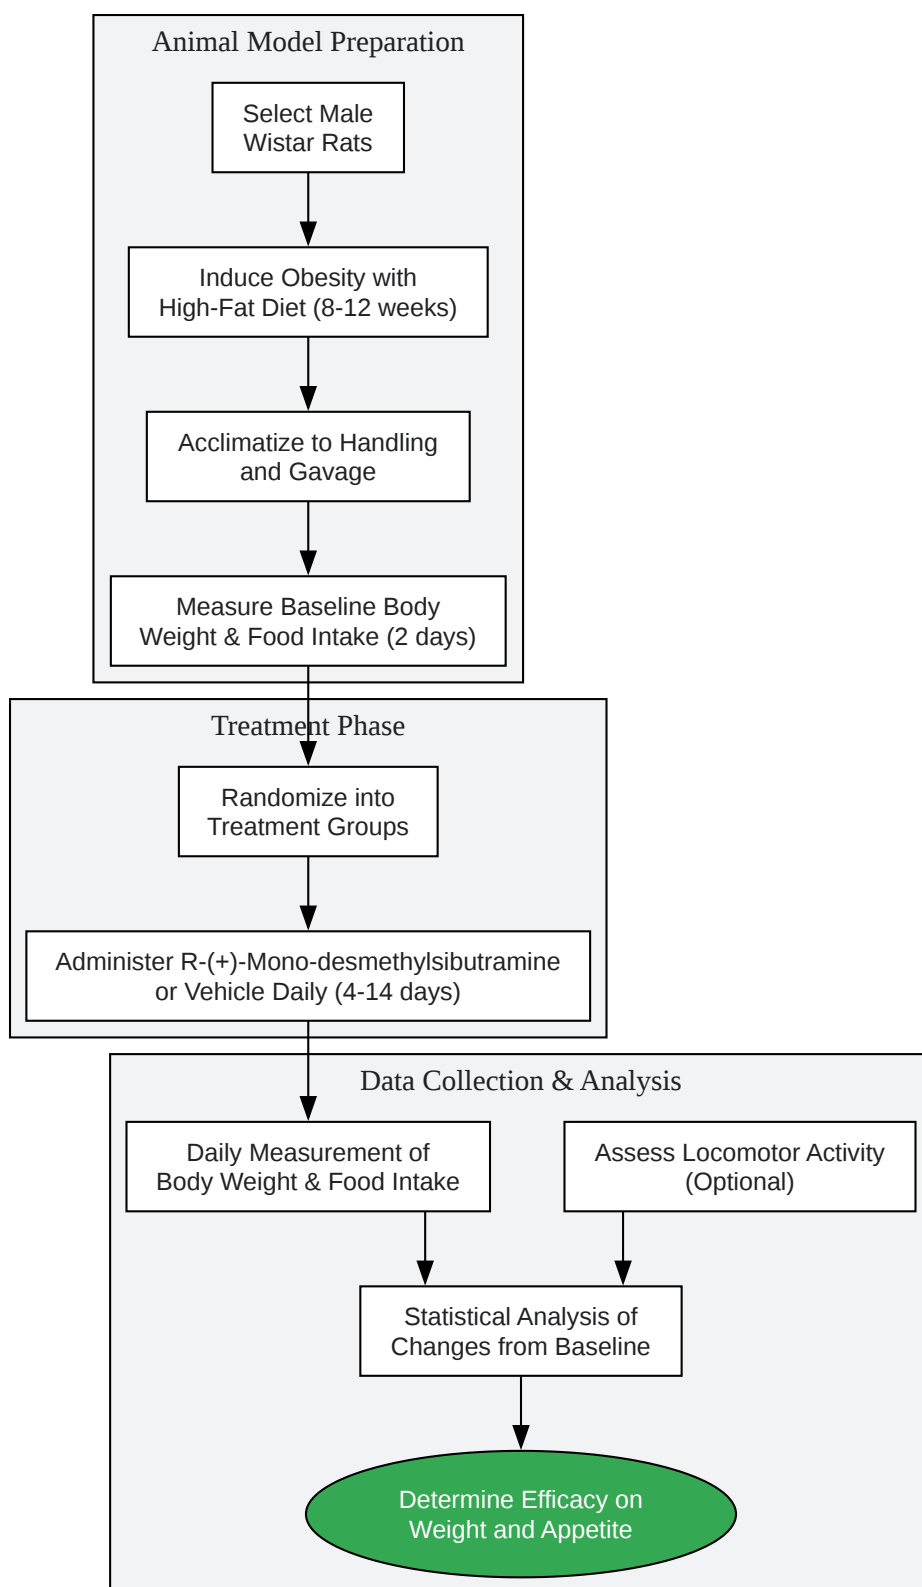 Animal Model Preparation
Select Male
Wistar Rats
Induce Obesity with
High-Fat Diet (8-12 weeks)
Acclimatize to Handling
and Gavage
Measure Baseline Body
Weight & Food Intake (2 days)
Treatment Phase
Randomize into
Treatment Groups
Administer R-(+)-Mono-desmethylsibutramine
or Vehicle Daily (4-14 days)
Data Collection & Analysis
Daily Measurement of
Body Weight & Food Intake
Assess Locomotor Activity
(Optional)
Statistical Analysis of
Changes from Baseline
Determine Efficacy on
Weight and Appetite